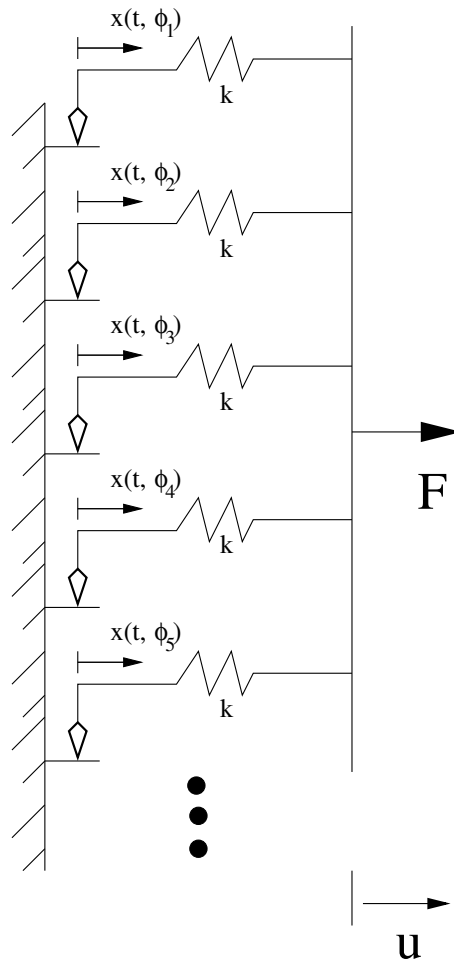 x(t, ϕ₁)
k
x(t, ϕ₂)
k
x(t, ϕ₃)
k
F
x(t, ϕ₄)
k
x(t, ϕ₅)
k
u